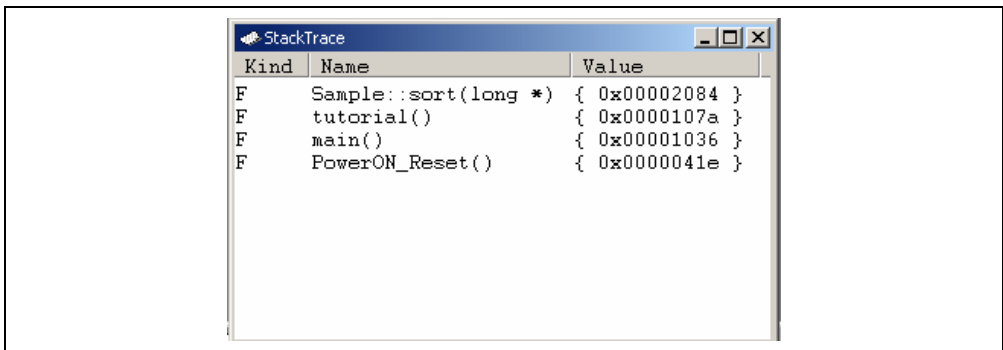 StackTrace
Kind Name Value
F Sample::sort(long *) { 0x00002084 }
F tutorial() { 0x0000107a }
F main() { 0x00001036 }
F PowerON_Reset() { 0x0000041e }